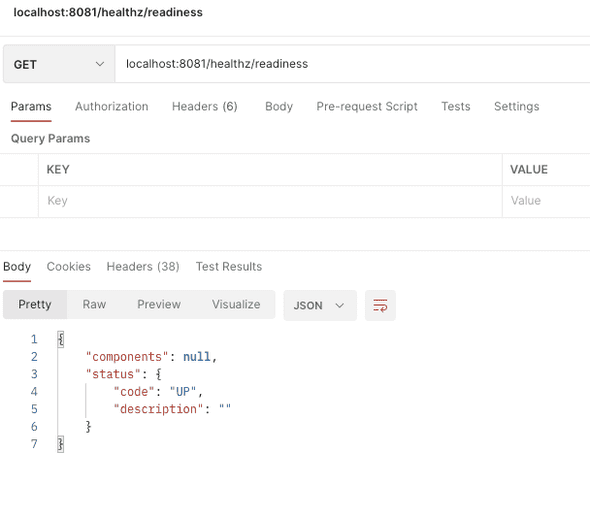 localhost:8081/healthz/readiness
GET localhost:8081/healthz/readiness
Params Authorization Headers (6) Body Pre-request Script Tests Settings
Query Params
KEY VALUE
Key Value
Body Cookies Headers (38) Test Results
Pretty Raw Preview Visualize JSON
1 {
2 "components": null,
3 "status": {
4 "code": "UP",
5 "description": ""
6 }
7 }